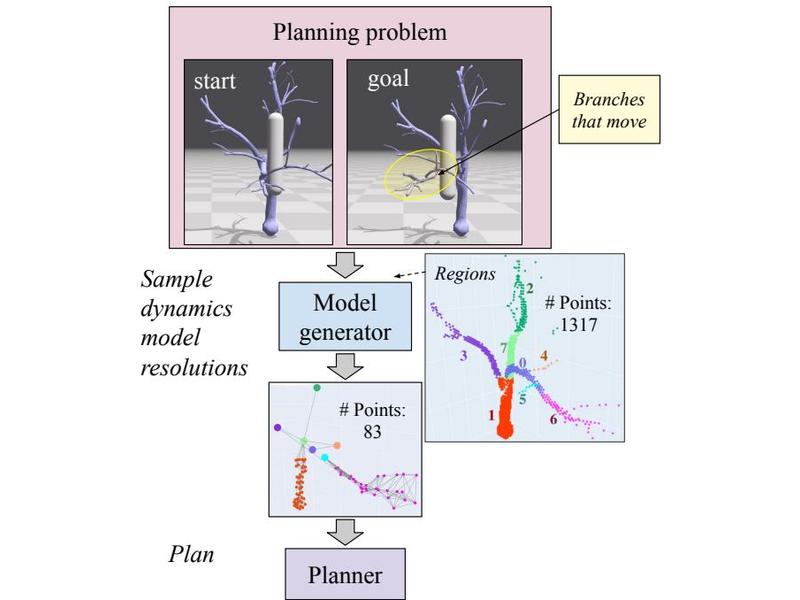 Planning problem
start
goal
Branches
that move
Sample
dynamics
model
resolutions
Regions
Model
generator
2
# Points:
1317
7
3
0
4
5
1
6
# Points:
83
Plan
Planner